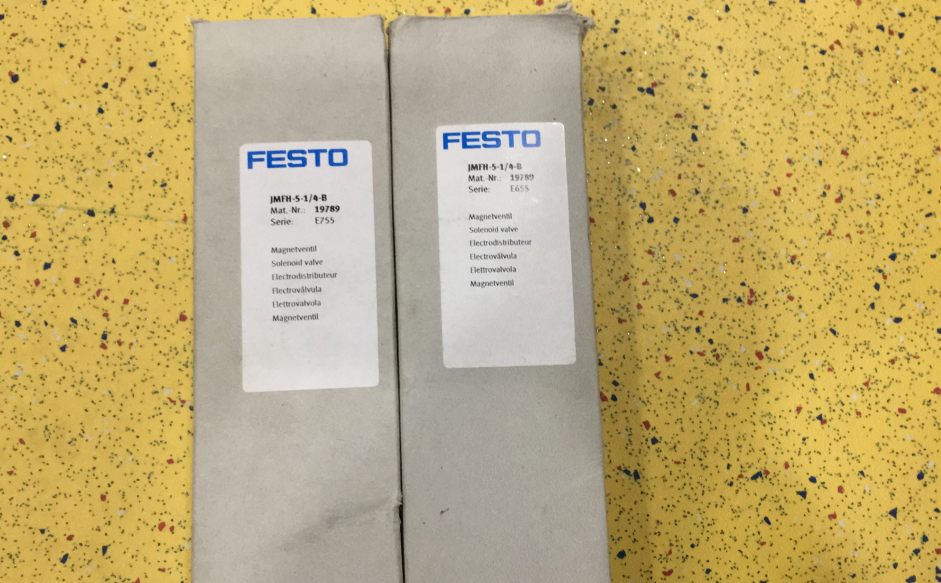 FESTO
JMFH-5-1/4-B
Mat.-Nr.: 19789
Serie: E755
Magnetventil
Solenoid valve
Electrodistributeur
Electroválvula
Elettrovalvola
Magnetventil
FESTO
JMFH-5-1/4-B
Mat.-Nr.: 19789
Serie: E655
Magnetventil
Solenoid valve
Electrodistributeur
Electroválvula
Elettrovalvola
Magnetventil